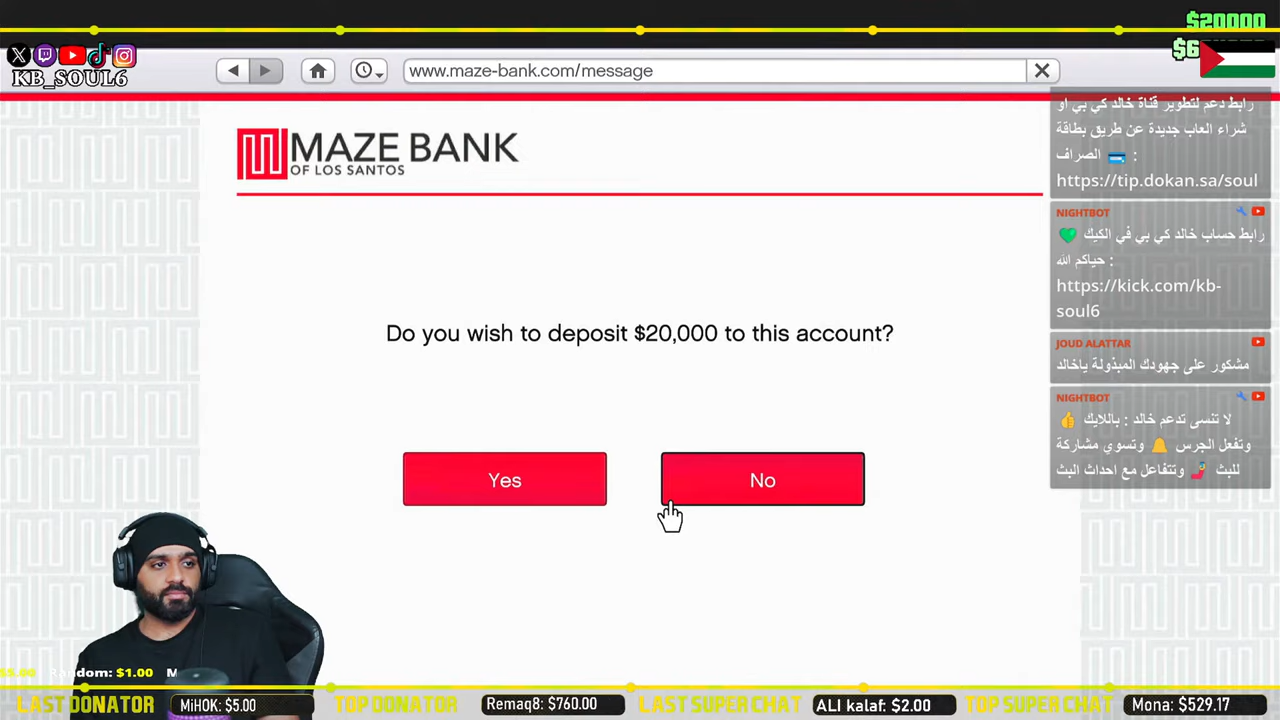 $20000
$6
KB_SOUL6
www.maze-bank.com/message
MAZE BANK
OF LOS SANTOS
Do you wish to deposit $20,000 to this account?
Yes
No
رابط دعم لتطوير قناة خالد كي بي او
شراء العاب جديدة عن طريق بطاقة
الصراف 💳 :
https://tip.dokan.sa/soul
NIGHTBOT
رابط حساب خالد كي بي في الكيك 💚
حياكم الله :
https://kick.com/kb-
soul6
JOUD ALATTAR
مشكور على جهودك المبذولة ياخالد
NIGHTBOT
لا تنسى تدعم خالد : باللايك 👍
وتفعل الجرس 🔔 وتسوي مشاركة
للبث 🤳 وتتفاعل مع احداث البث
$5.00 Random: $1.00 M
LAST DONATOR MiHOK: $5.00 TOP DONATOR Remaq8: $760.00 LAST SUPER CHAT ALI kalaf: $2.00 TOP SUPER CHAT Mona: $529.17